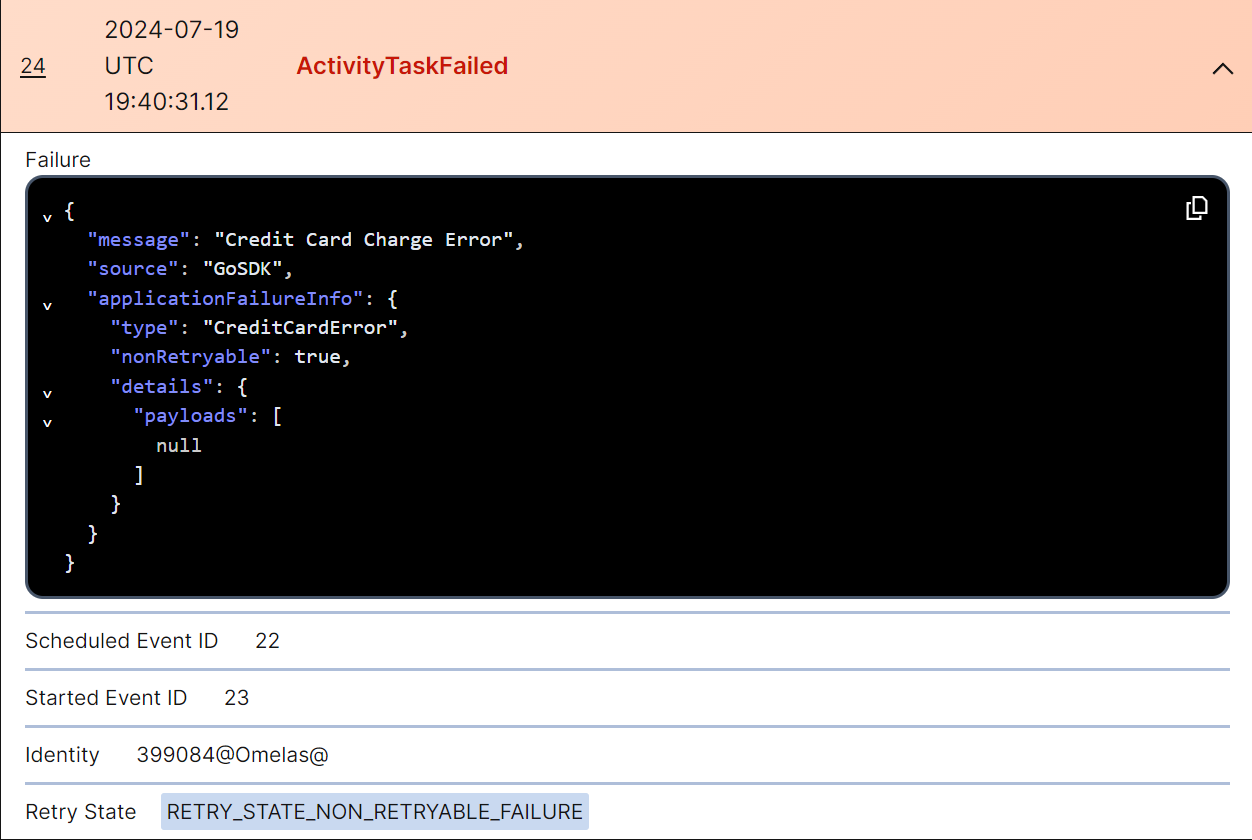 2024-07-19
24 UTC ActivityTaskFailed
19:40:31.12
Failure
{
"message": "Credit Card Charge Error",
"source": "GoSDK",
"applicationFailureInfo": {
"type": "CreditCardError",
"nonRetryable": true,
"details": {
"payloads": [
null
]
}
}
}
Scheduled Event ID 22
Started Event ID 23
Identity 399084@Omelas@
Retry State RETRY_STATE_NON_RETRYABLE_FAILURE